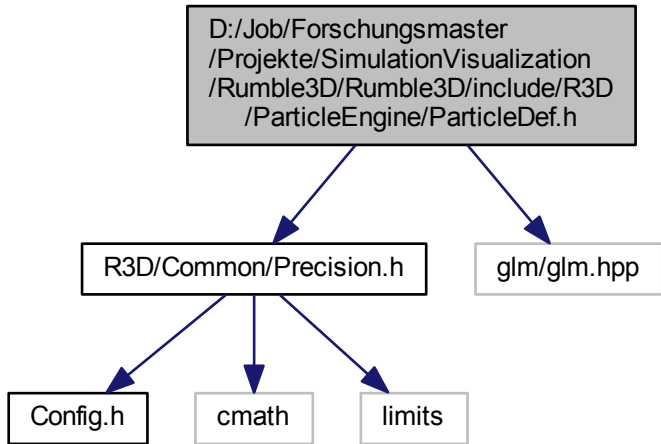 D:/Job/Forschungsmaster
/Projekte/SimulationVisualization
/Rumble3D/Rumble3D/include/R3D
/ParticleEngine/ParticleDef.h
R3D/Common/Precision.h
glm/glm.hpp
Config.h
cmath
limits